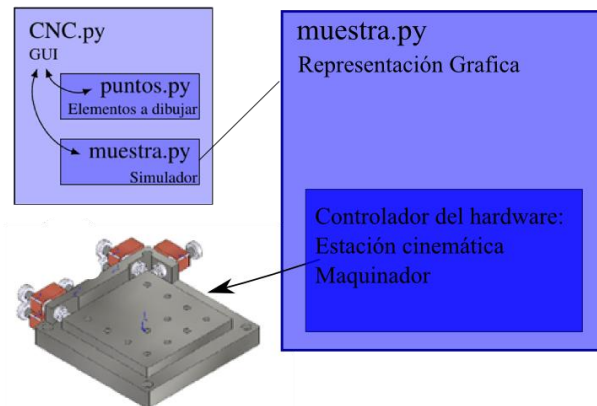 CNC.py
GUI
puntos.py
Elementos a dibujar
muestra.py
Simulador
muestra.py
Representación Grafica
Controlador del hardware:
Estación cinemática
Maquinador